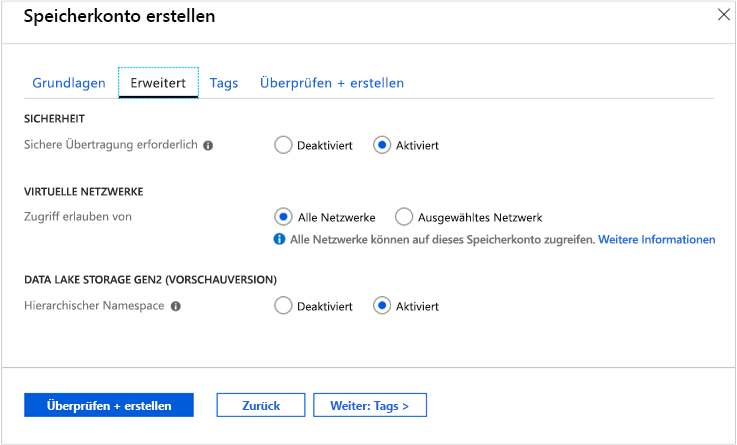 Speicherkonto erstellen
Grundlagen Erweitert Tags Überprüfen + erstellen
SICHERHEIT
Sichere Übertragung erforderlich Deaktiviert Aktiviert
VIRTUELLE NETZWERKE
Zugriff erlauben von Alle Netzwerke Ausgewähltes Netzwerk
Alle Netzwerke können auf dieses Speicherkonto zugreifen. Weitere Informationen
DATA LAKE STORAGE GEN2 (VORSCHAUVERSION)
Hierarchischer Namespace Deaktiviert Aktiviert
Überprüfen + erstellen Zurück Weiter: Tags >